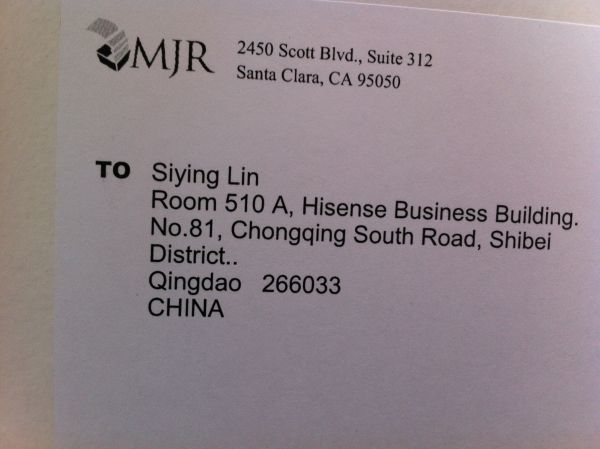 MJR
2450 Scott Blvd., Suite 312
Santa Clara, CA 95050
TO Siying Lin
Room 510 A, Hisense Business Building.
No.81, Chongqing South Road, Shibei
District..
Qingdao 266033
CHINA